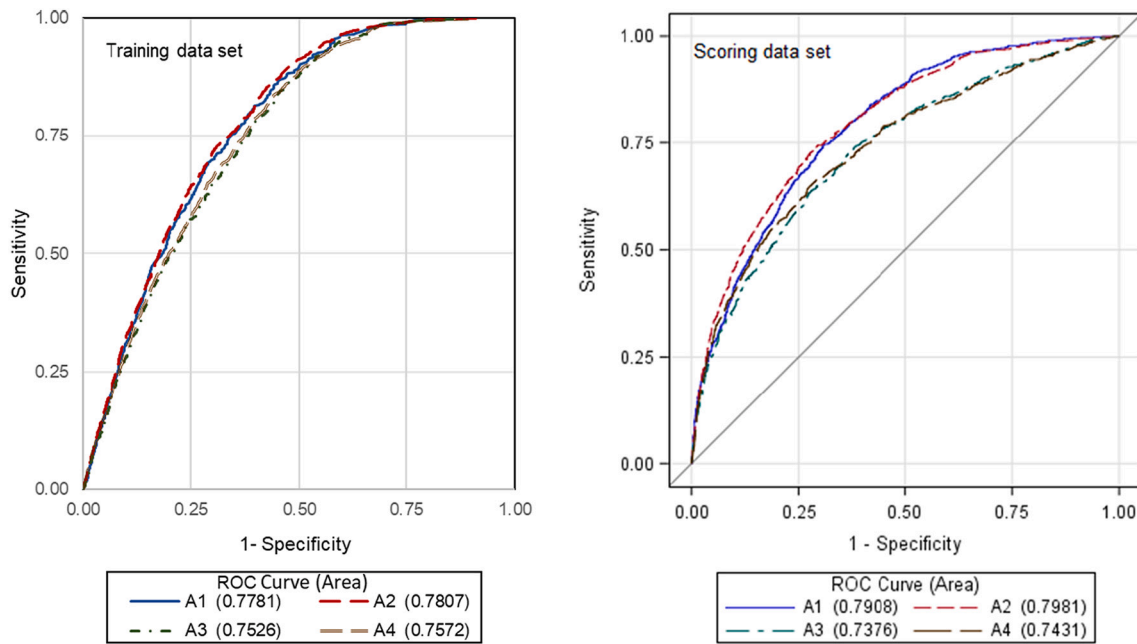 Training data set
1.00
0.75
0.50
0.25
0.00
Sensitivity
0.00 0.25 0.50 0.75 1.00
1- Specificity
ROC Curve (Area)
A1 (0.7781) A2 (0.7807)
A3 (0.7526) A4 (0.7572)
Scoring data set
1.00
0.75
0.50
0.25
0.00
Sensitivity
0.00 0.25 0.50 0.75 1.00
1 - Specificity
ROC Curve (Area)
A1 (0.7908) A2 (0.7981)
A3 (0.7376) A4 (0.7431)